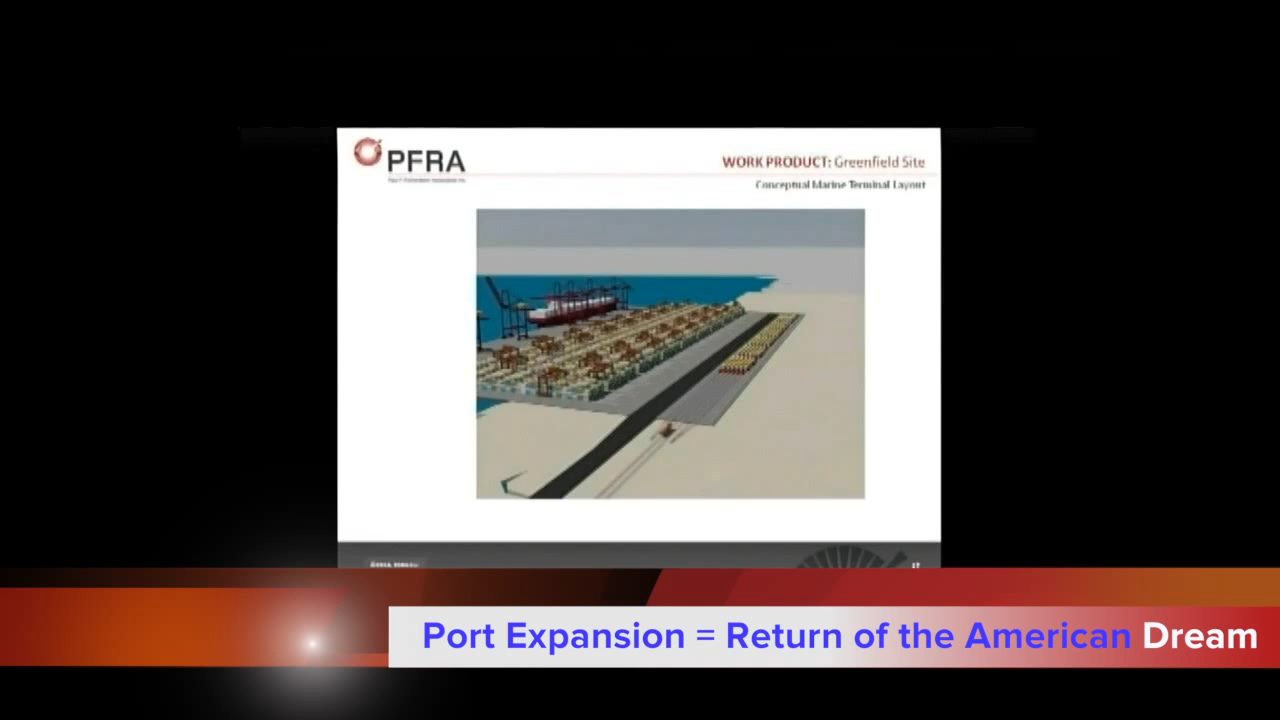 PFRA
WORK PRODUCT: Greenfield Site
Conceptual Marine Terminal Layout
Port Expansion = Return of the American Dream